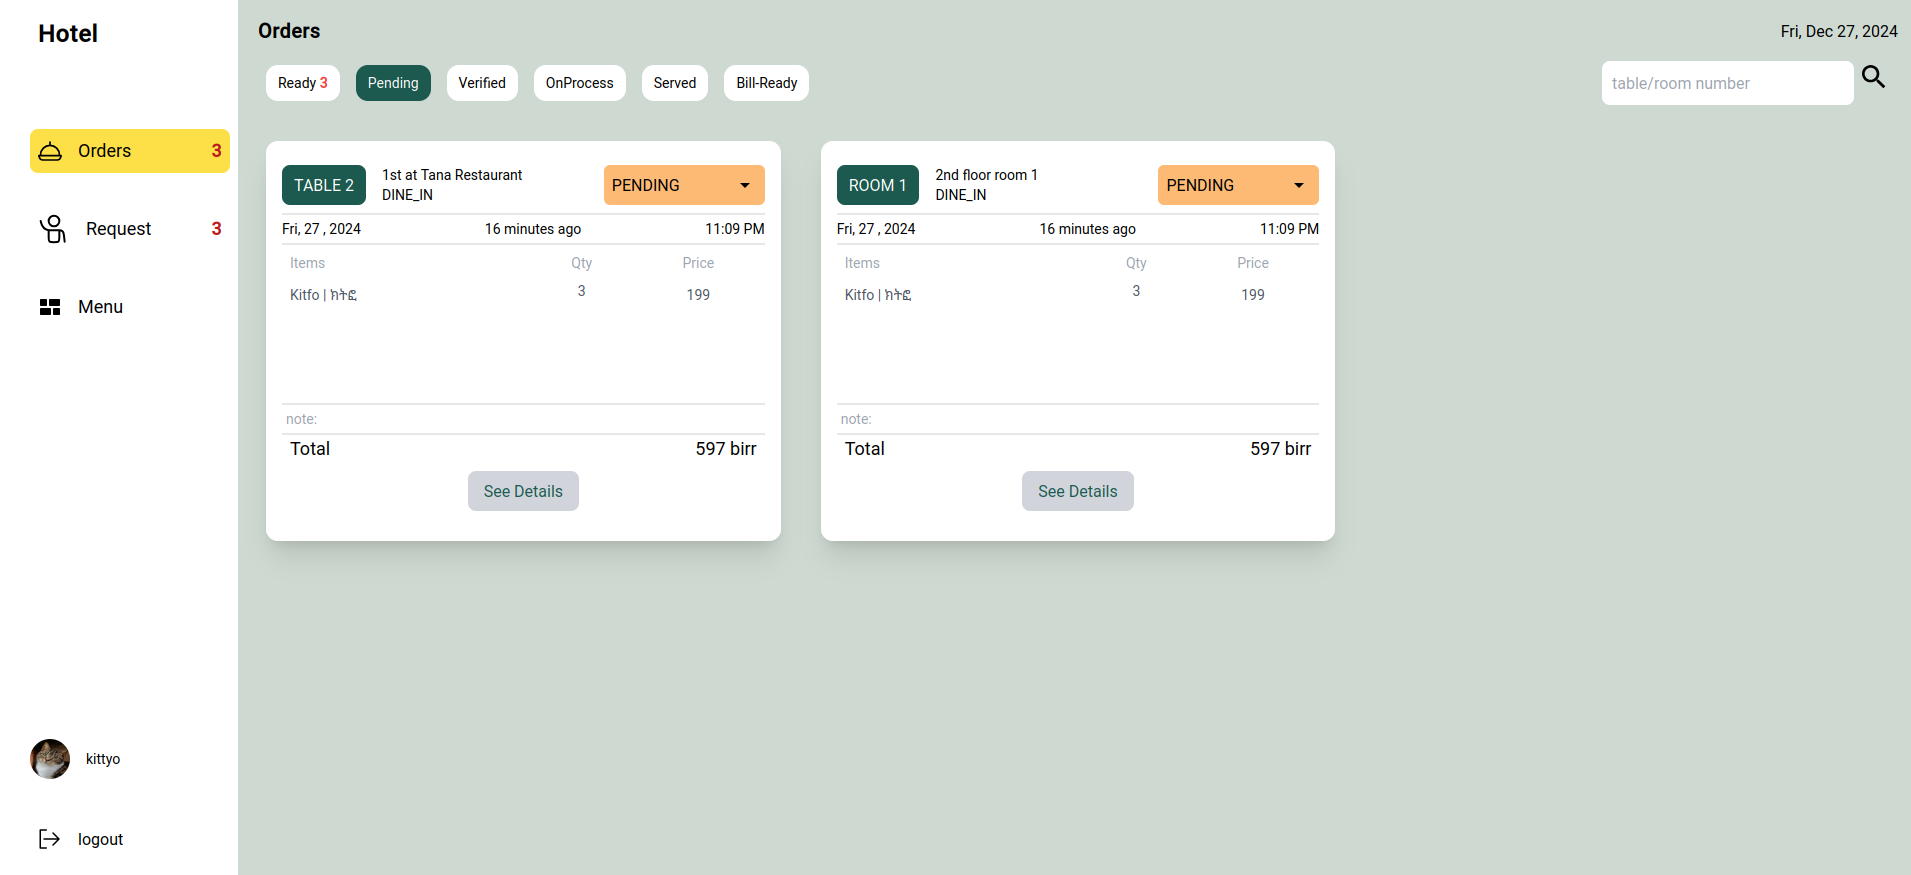 Hotel
Orders 3
Request 3
Menu
kittyo
logout
Orders
Fri, Dec 27, 2024
Ready 3 Pending Verified OnProcess Served Bill-Ready
table/room number
TABLE 2
1st at Tana Restaurant
DINE_IN
PENDING
Fri, 27 , 2024 16 minutes ago 11:09 PM
Items Qty Price
Kitfo | ክትፎ 3 199
note:
Total 597 birr
See Details
ROOM 1
2nd floor room 1
DINE_IN
PENDING
Fri, 27 , 2024 16 minutes ago 11:09 PM
Items Qty Price
Kitfo | ክትፎ 3 199
note:
Total 597 birr
See Details